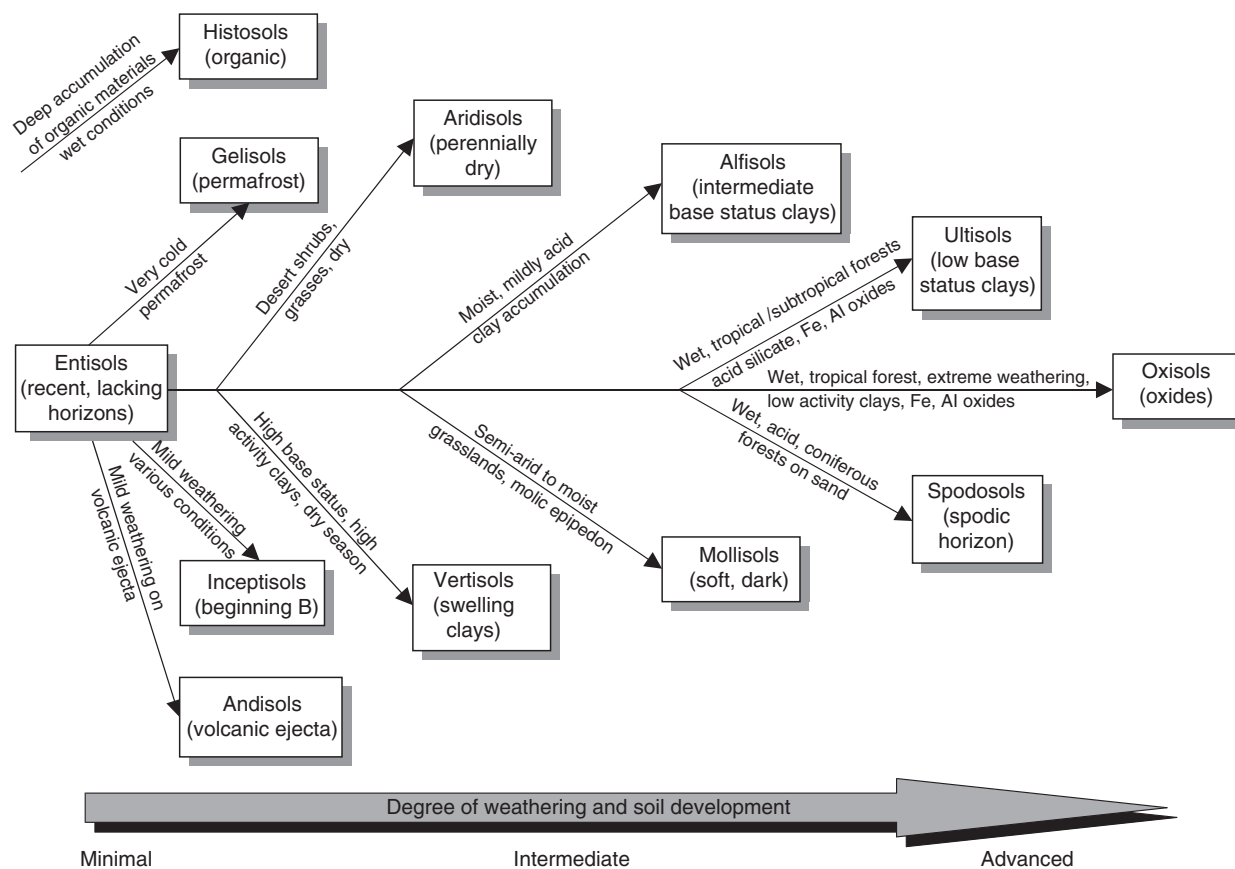 Histosols
(organic)
Deep accumulation
of organic materials
wet conditions
Gelisols
(permafrost)
Very cold
permafrost
Aridisols
(perennially
dry)
Desert shrubs,
grasses, dry
Alfisols
(intermediate
base status clays)
Moist, mildly acid
clay accumulation
Ultisols
(low base
status clays)
Wet, tropical /subtropical forests
acid silicate, Fe, Al oxides
Entisols
(recent, lacking
horizons)
Wet, tropical forest, extreme weathering,
low activity clays, Fe, Al oxides
Oxisols
(oxides)
Wet, acid, coniferous
forests on sand
Spodosols
(spodic
horizon)
Semi-arid to moist
grasslands, molic epipedon
Mollisols
(soft, dark)
High base status, high
activity clays, dry season
Vertisols
(swelling
clays)
Mild weathering
various conditions
Inceptisols
(beginning B)
Mild weathering on
volcanic ejecta
Andisols
(volcanic ejecta)
Degree of weathering and soil development
Minimal
Intermediate
Advanced